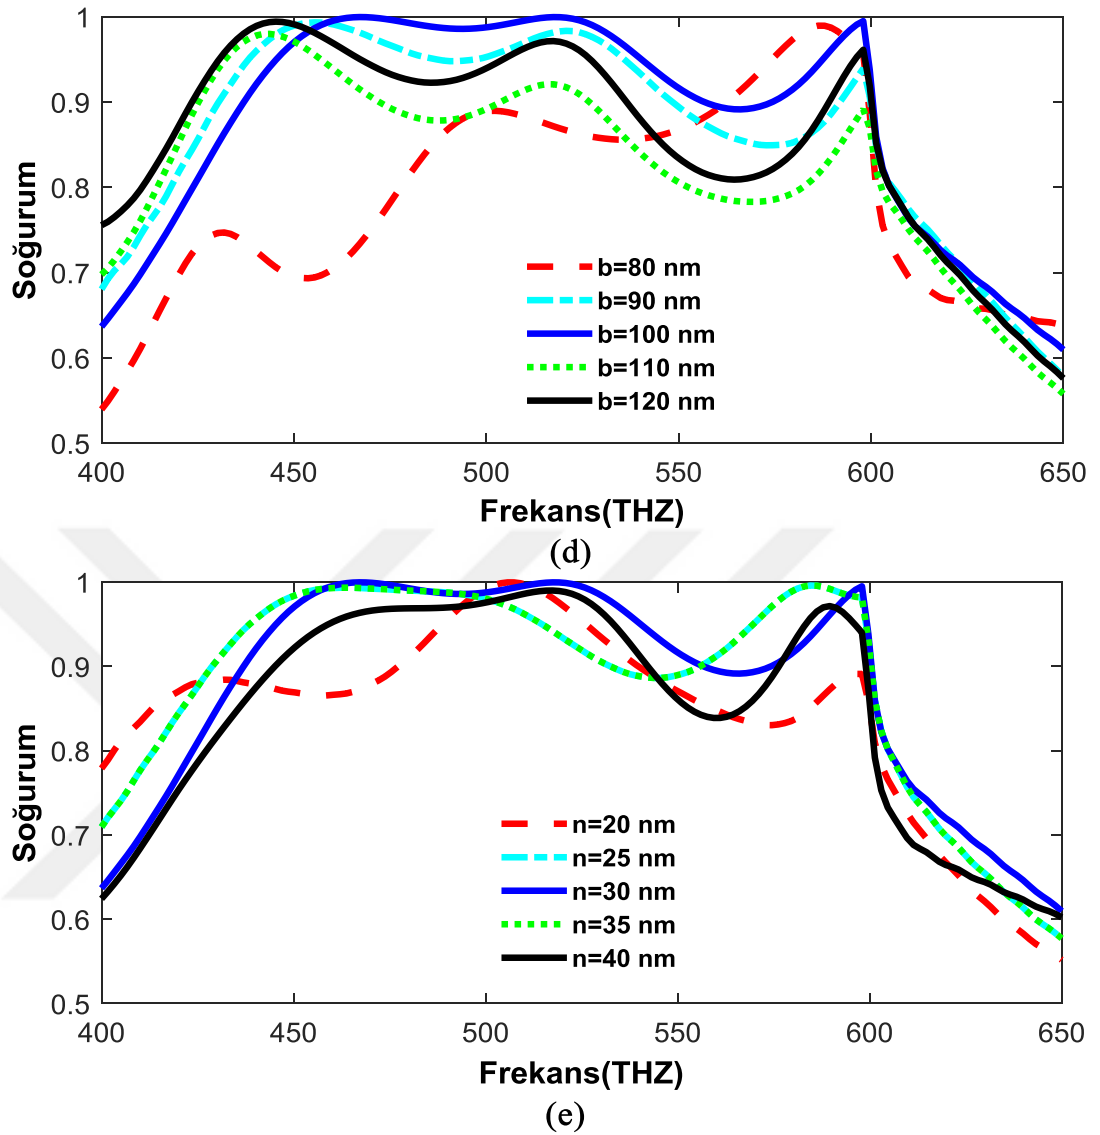 1
0.9
0.8
0.7
0.6
0.5
Soğurum
b=80 nm
b=90 nm
b=100 nm
b=110 nm
b=120 nm
400 450 500 550 600 650
Frekans(THZ)
(d)
1
0.9
0.8
0.7
0.6
0.5
Soğurum
n=20 nm
n=25 nm
n=30 nm
n=35 nm
n=40 nm
400 450 500 550 600 650
Frekans(THZ)
(e)